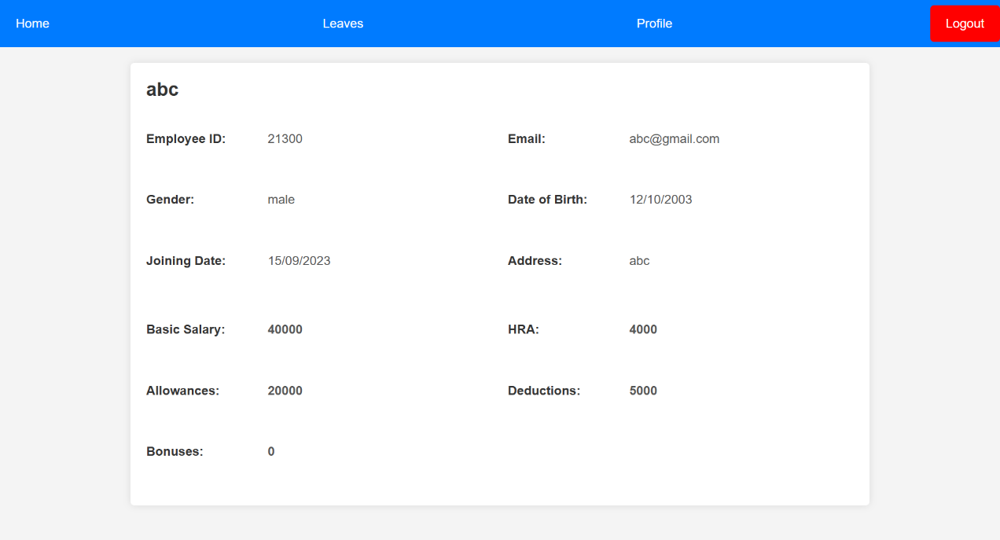 Home Leaves Profile Logout
abc
Employee ID: 21300 Email: abc@gmail.com
Gender: male Date of Birth: 12/10/2003
Joining Date: 15/09/2023 Address: abc
Basic Salary: 40000 HRA: 4000
Allowances: 20000 Deductions: 5000
Bonuses: 0